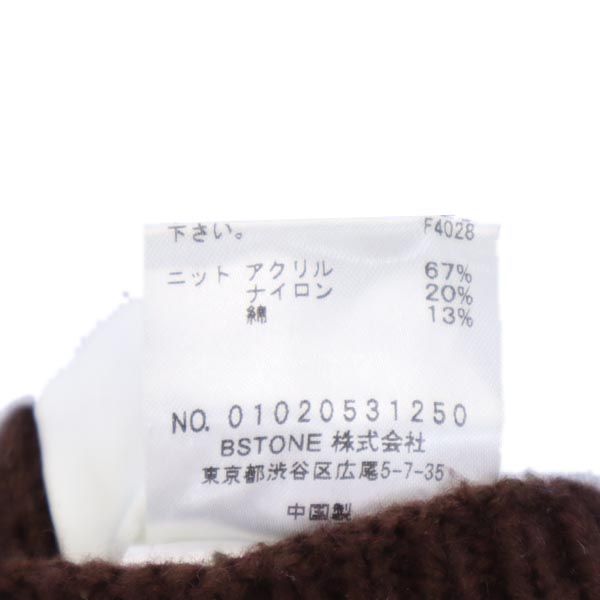 下さい。 F4028
ニット アクリル 67%
ナイロン 20%
綿 13%
NO. 01020531250
BSTONE 株式会社
東京都渋谷区広尾5-7-35
中国製